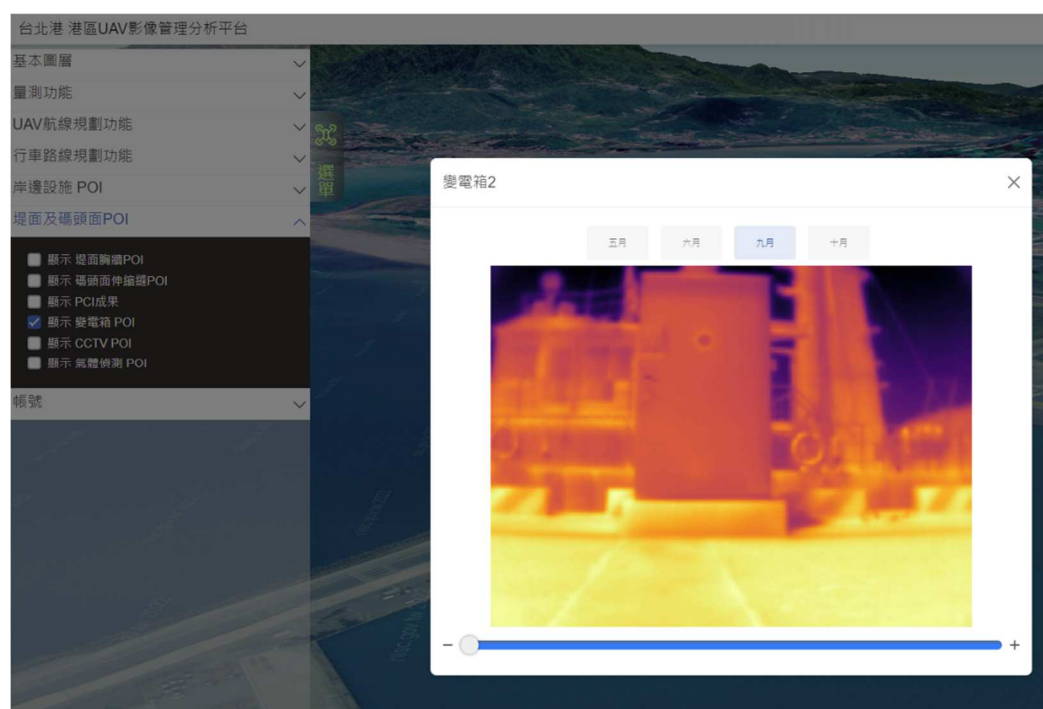 台北港 港區UAV影像管理分析平台
基本圖層
量測功能
UAV航線規劃功能
行車路線規劃功能
岸邊設施 POI
堤面及碼頭面POI
顯示 堤面胸牆POI
顯示 碼頭面伸縮縫POI
顯示 PCI成果
顯示 變電箱 POI
顯示 CCTV POI
顯示 氣體偵測 POI
帳號
選單
變電箱2
五月
六月
九月
十月